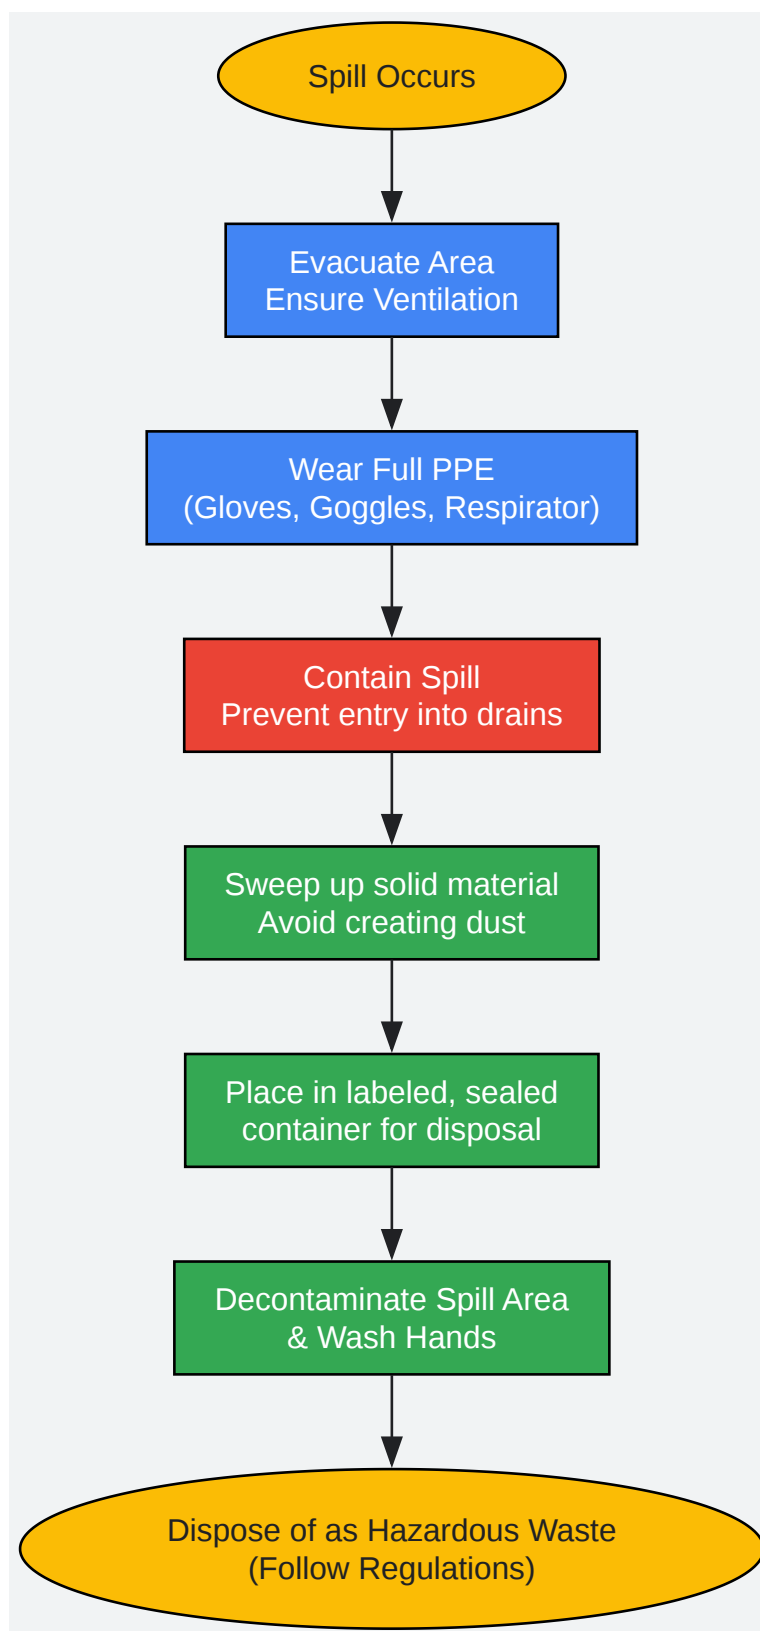 Spill Occurs
Evacuate Area
Ensure Ventilation
Wear Full PPE
(Gloves, Goggles, Respirator)
Contain Spill
Prevent entry into drains
Sweep up solid material
Avoid creating dust
Place in labeled, sealed
container for disposal
Decontaminate Spill Area
& Wash Hands
Dispose of as Hazardous Waste
(Follow Regulations)